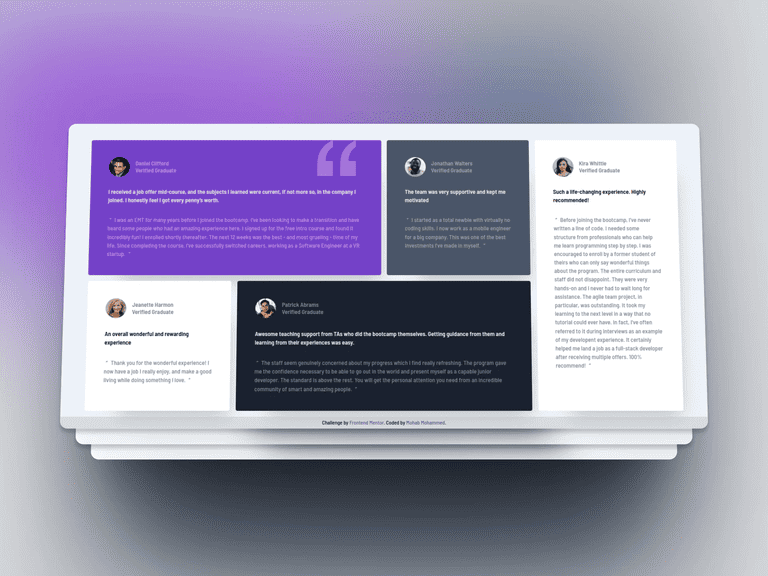 Daniel Clifford
Verified Graduate
I received a job offer mid-course, and the subjects I learned were current, if not more so, in the company I
joined. I honestly feel I got every penny's worth.
" I was an EMT for many years before I joined the bootcamp. I've been looking to make a transition and have
heard some people who had an amazing experience here. I signed up for the free intro course and found it
incredibly fun! I enrolled shortly thereafter. The next 12 weeks was the best - and most grueling - time of my
life. Since completing the course, I've successfully switched careers, working as a Software Engineer at a VR
startup. "
Jonathan Walters
Verified Graduate
The team was very supportive and kept me
motivated
" I started as a total newbie with virtually no
coding skills. I now work as a mobile engineer
for a big company. This was one of the best
investments I've made in myself. "
Kira Whittle
Verified Graduate
Such a life-changing experience. Highly
recommended!
" Before joining the bootcamp, I've never
written a line of code. I needed some
structure from professionals who can help
me learn programming step by step. I was
encouraged to enroll by a former student of
theirs who can only say wonderful things
about the program. The entire curriculum and
staff did not disappoint. They were very
hands-on and I never had to wait long for
assistance. The agile team project, in
particular, was outstanding. It took my
learning to the next level in a way that no
tutorial could ever have. In fact, I've often
referred to it during interviews as an example
of my developent experience. It certainly
helped me land a job as a full-stack developer
after receiving multiple offers. 100%
recommend! "
Jeanette Harmon
Verified Graduate
An overall wonderful and rewarding
experience
" Thank you for the wonderful experience! I
now have a job I really enjoy, and make a good
living while doing something I love. "
Patrick Abrams
Verified Graduate
Awesome teaching support from TAs who did the bootcamp themselves. Getting guidance from them and
learning from their experiences was easy.
" The staff seem genuinely concerned about my progress which I find really refreshing. The program gave
me the confidence necessary to be able to go out in the world and present myself as a capable junior
developer. The standard is above the rest. You will get the personal attention you need from an incredible
community of smart and amazing people. "
Challenge by Frontend Mentor. Coded by Mohab Mohammed.